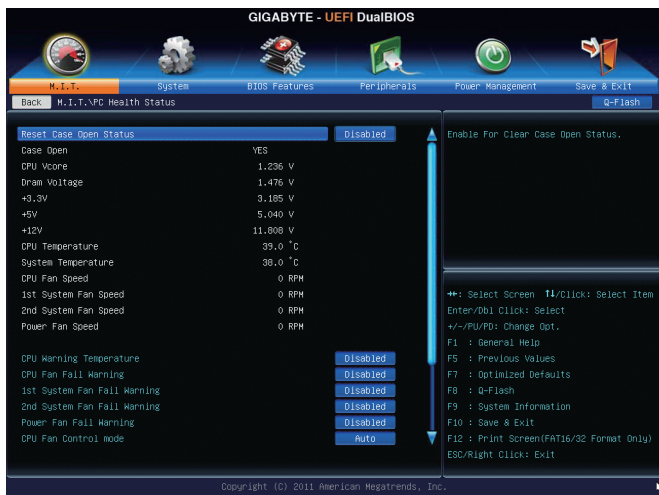 GIGABYTE - UEFI DualBIOS
M.I.T. System BIOS Features Peripherals Power Management Save & Exit
Back M.I.T.\PC Health Status Q-Flash
Reset Case Open Status Disabled
Case Open YES
CPU Vcore 1.236 V
Dram Voltage 1.476 V
+3.3V 3.185 V
+5V 5.040 V
+12V 11.808 V
CPU Temperature 39.0 °C
System Temperature 38.0 °C
CPU Fan Speed 0 RPM
1st System Fan Speed 0 RPM
2nd System Fan Speed 0 RPM
Power Fan Speed 0 RPM
CPU Warning Temperature Disabled
CPU Fan Fail Warning Disabled
1st System Fan Fail Warning Disabled
2nd System Fan Fail Warning Disabled
Power Fan Fail Warning Disabled
CPU Fan Control mode Auto
Enable For Clear Case Open Status.
→←: Select Screen ↑↓/Click: Select Item
Enter/Dbl Click: Select
+/-/PU/PD: Change Opt.
F1 : General Help
F5 : Previous Values
F7 : Optimized Defaults
F8 : Q-Flash
F9 : System Information
F10 : Save & Exit
F12 : Print Screen(FAT16/32 Format Only)
ESC/Right Click: Exit
Copyright (C) 2011 American Megatrends, Inc.